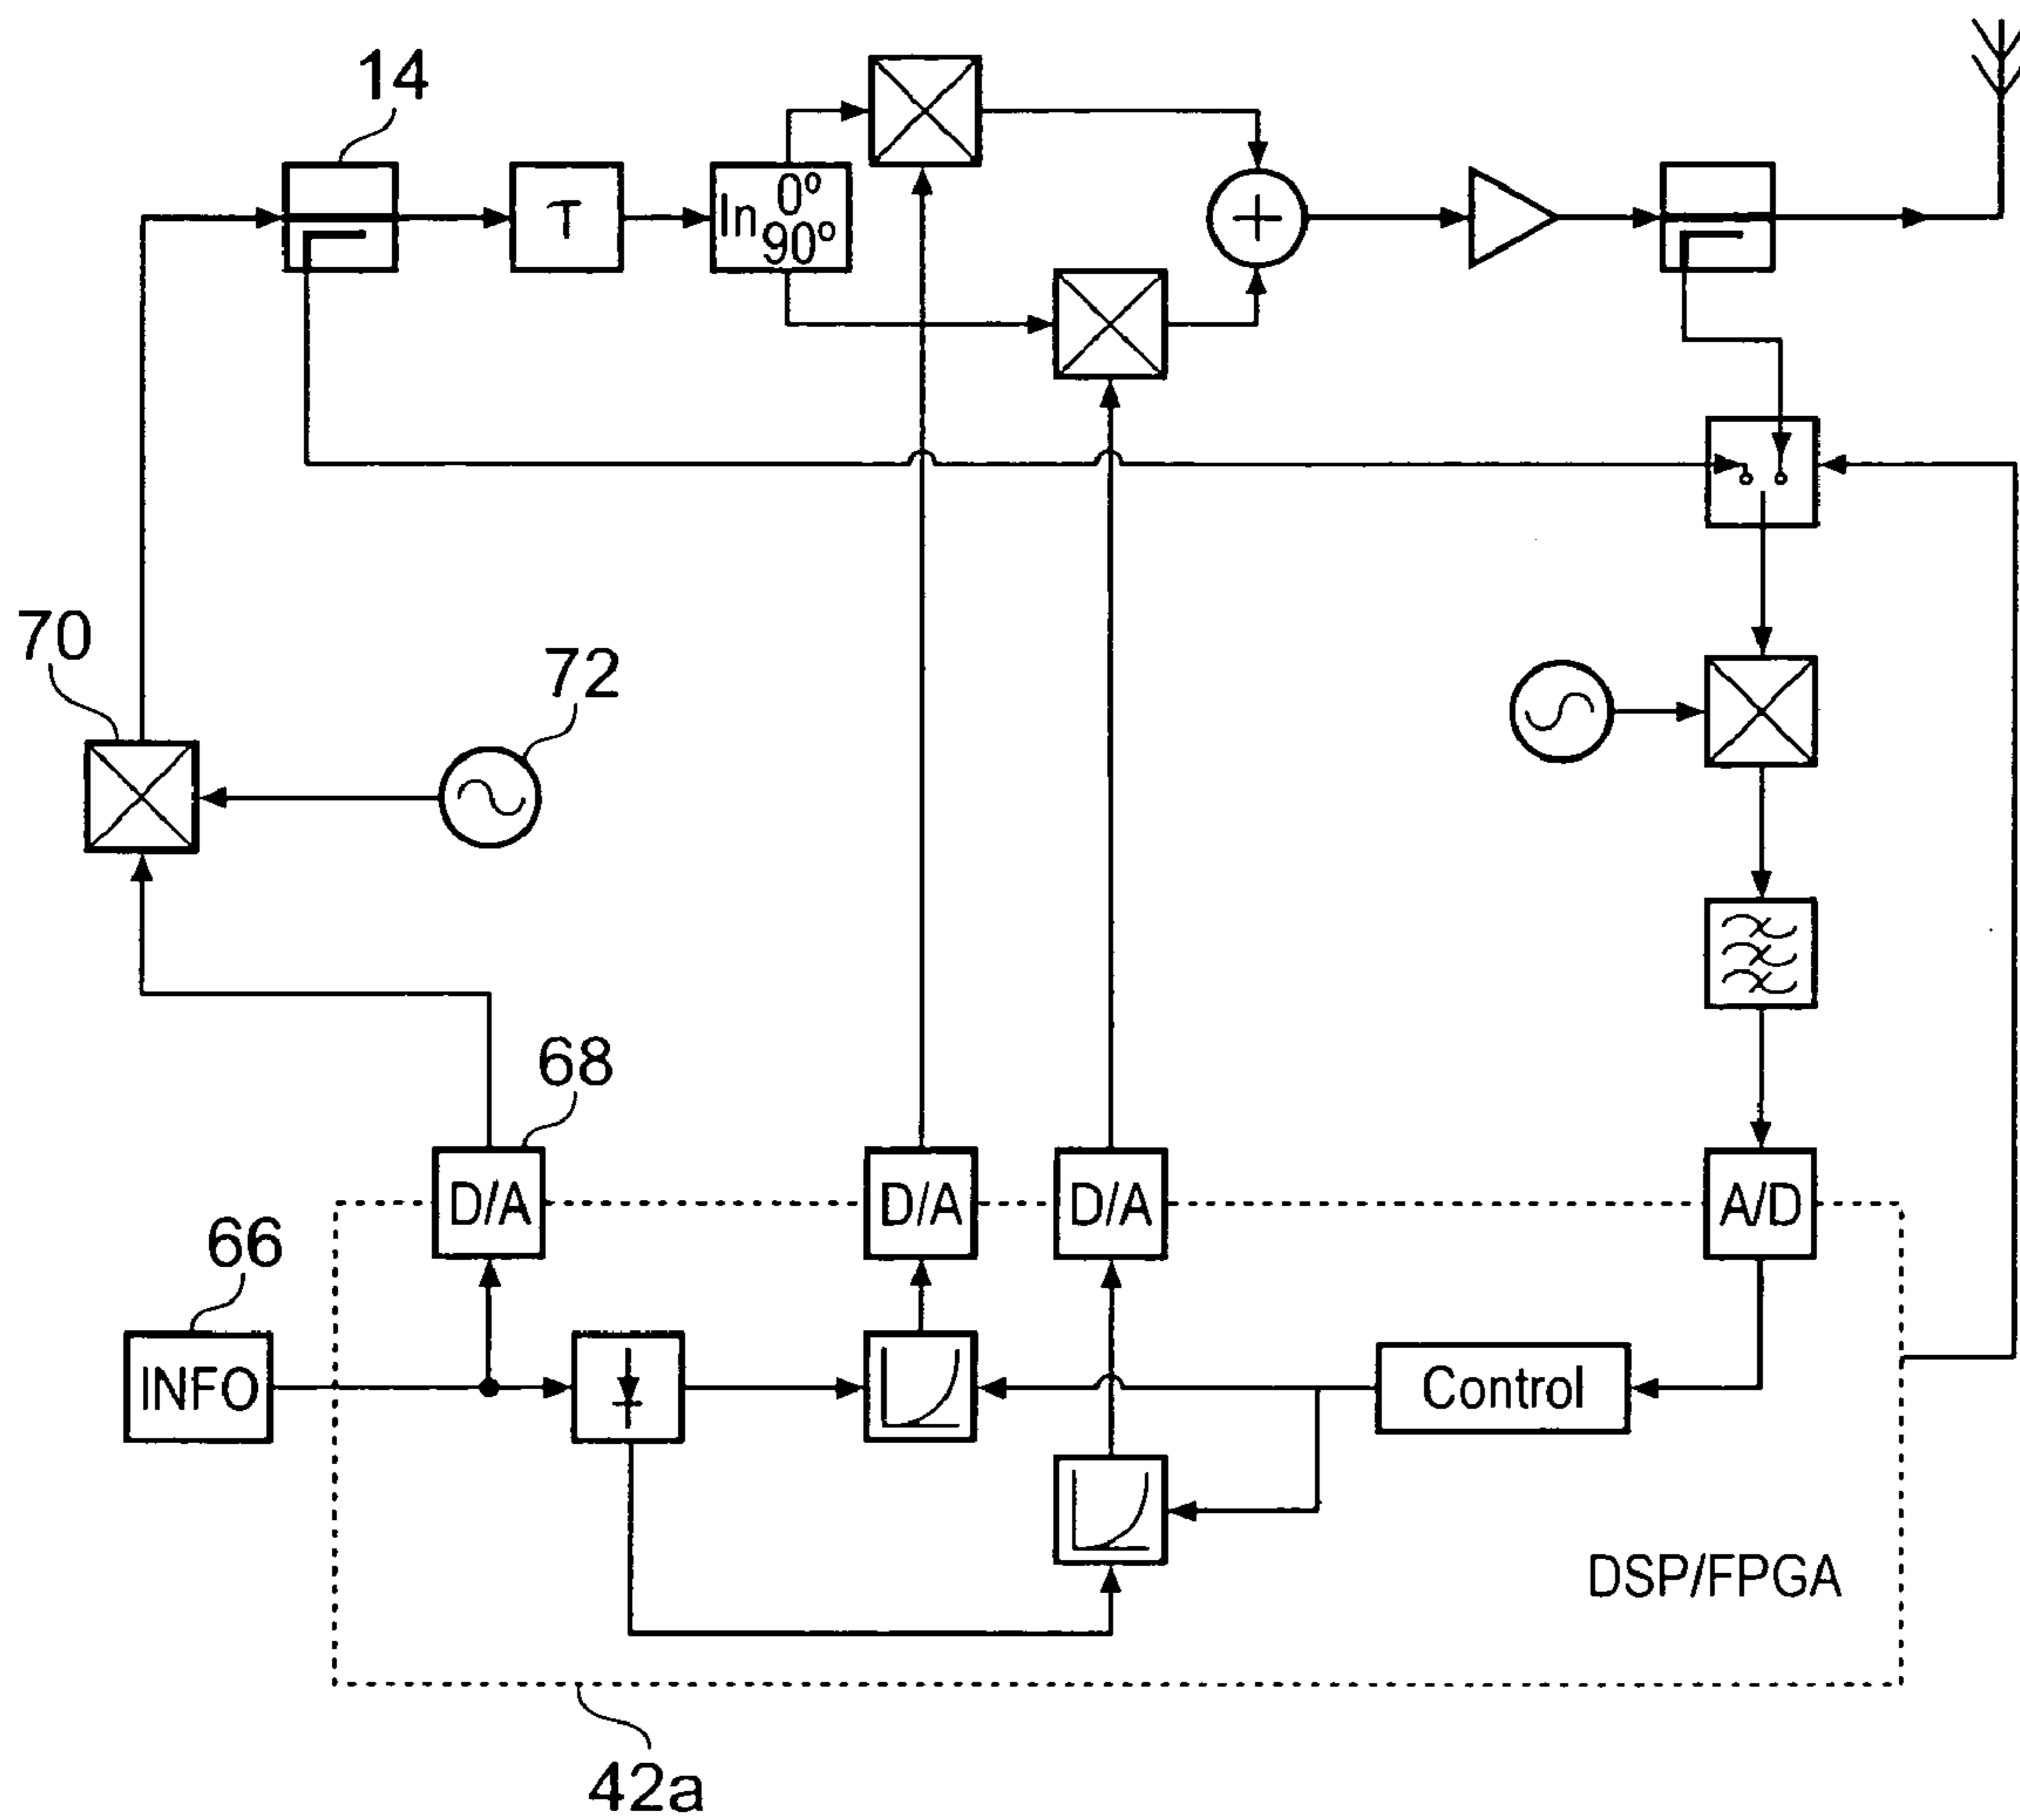 14
τ
In 0°
90°
+
70
72
68
D/A
D/A
D/A
A/D
66
INFO
Control
DSP/FPGA
42a